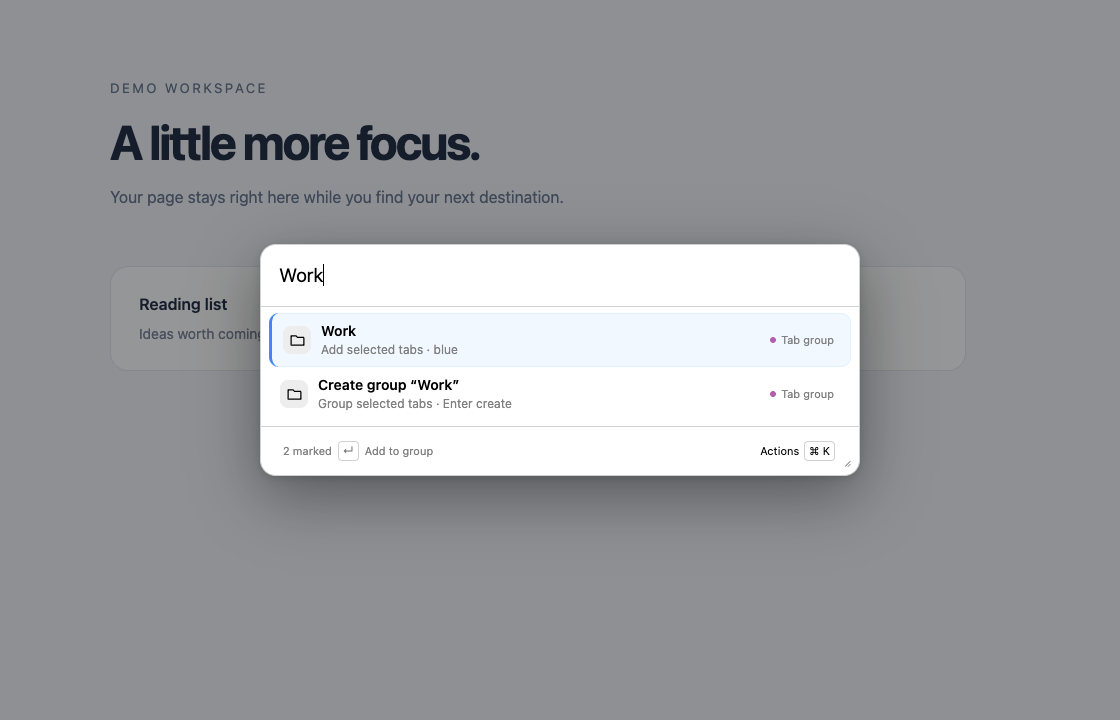 DEMO WORKSPACE
A little more focus.
Your page stays right here while you find your next destination.
Reading list
Ideas worth coming
Work
Work
Add selected tabs · blue
Tab group
Create group “Work”
Group selected tabs · Enter create
Tab group
2 marked ↵ Add to group
Actions ⌘ K